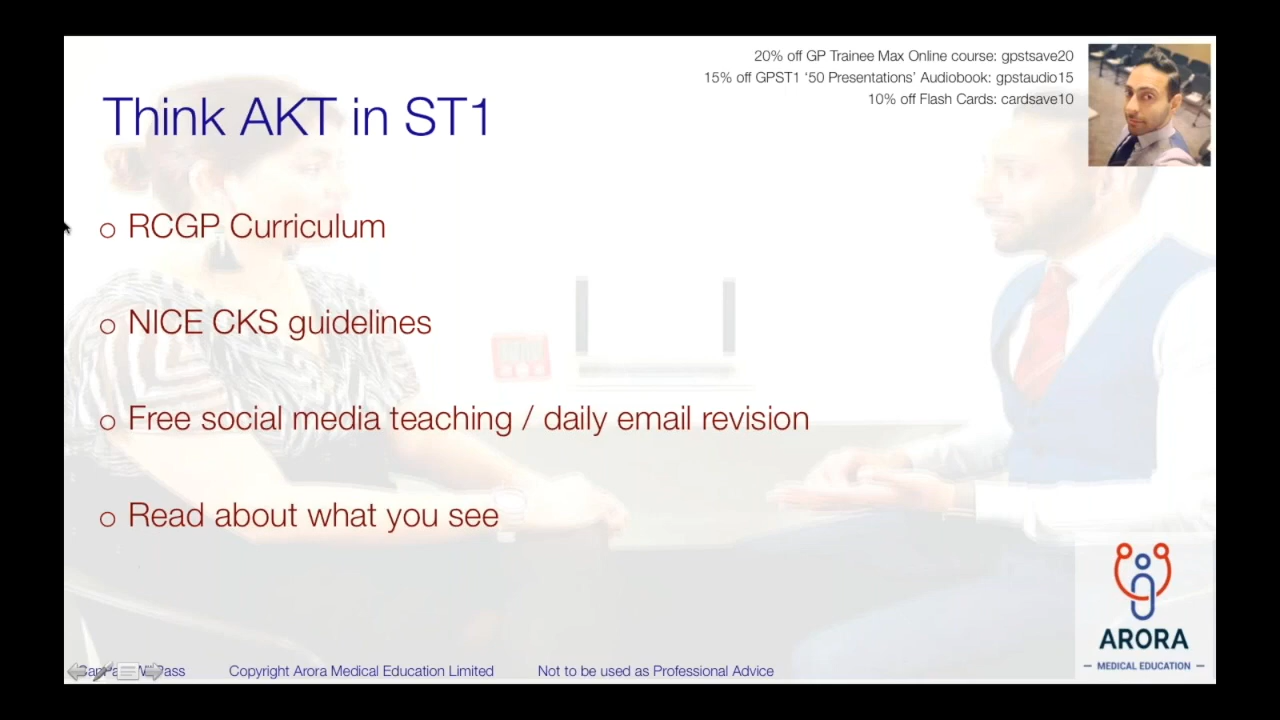 20% off GP Trainee Max Online course: gpstsave20
15% off GPST1 ‘50 Presentations’ Audiobook: gpstaudio15
10% off Flash Cards: cardsave10
Think AKT in ST1
o RCGP Curriculum
o NICE CKS guidelines
o Free social media teaching / daily email revision
o Read about what you see
ARORA
MEDICAL EDUCATION
Copyright Arora Medical Education Limited
Not to be used as Professional Advice